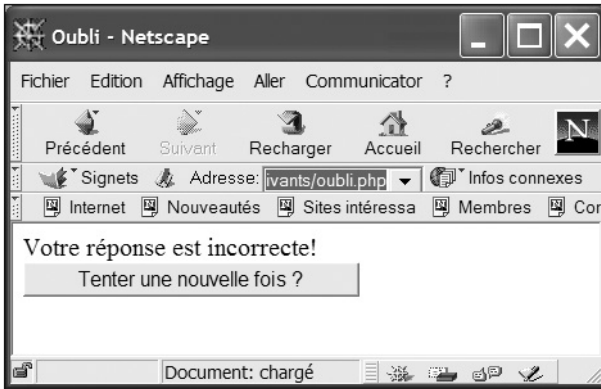 Oubli - Netscape
Fichier Edition Affichage Aller Communicator ?
Précédent Suivant Recharger Accueil Rechercher N
Signets Adresse: ivants/oubli.php Infos connexes
Internet Nouveautés Sites intéressa Membres Cor
Votre réponse est incorrecte!
Tenter une nouvelle fois ?
Document: chargé